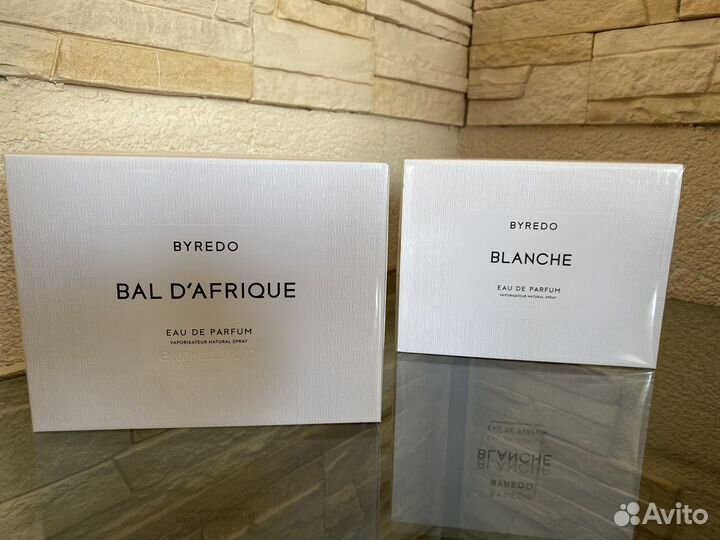 BYREDO
BAL D'AFRIQUE
EAU DE PARFUM
VAPORISATEUR NATURAL SPRAY
BYREDO
BLANCHE
EAU DE PARFUM
VAPORISATEUR NATURAL SPRAY
Avito